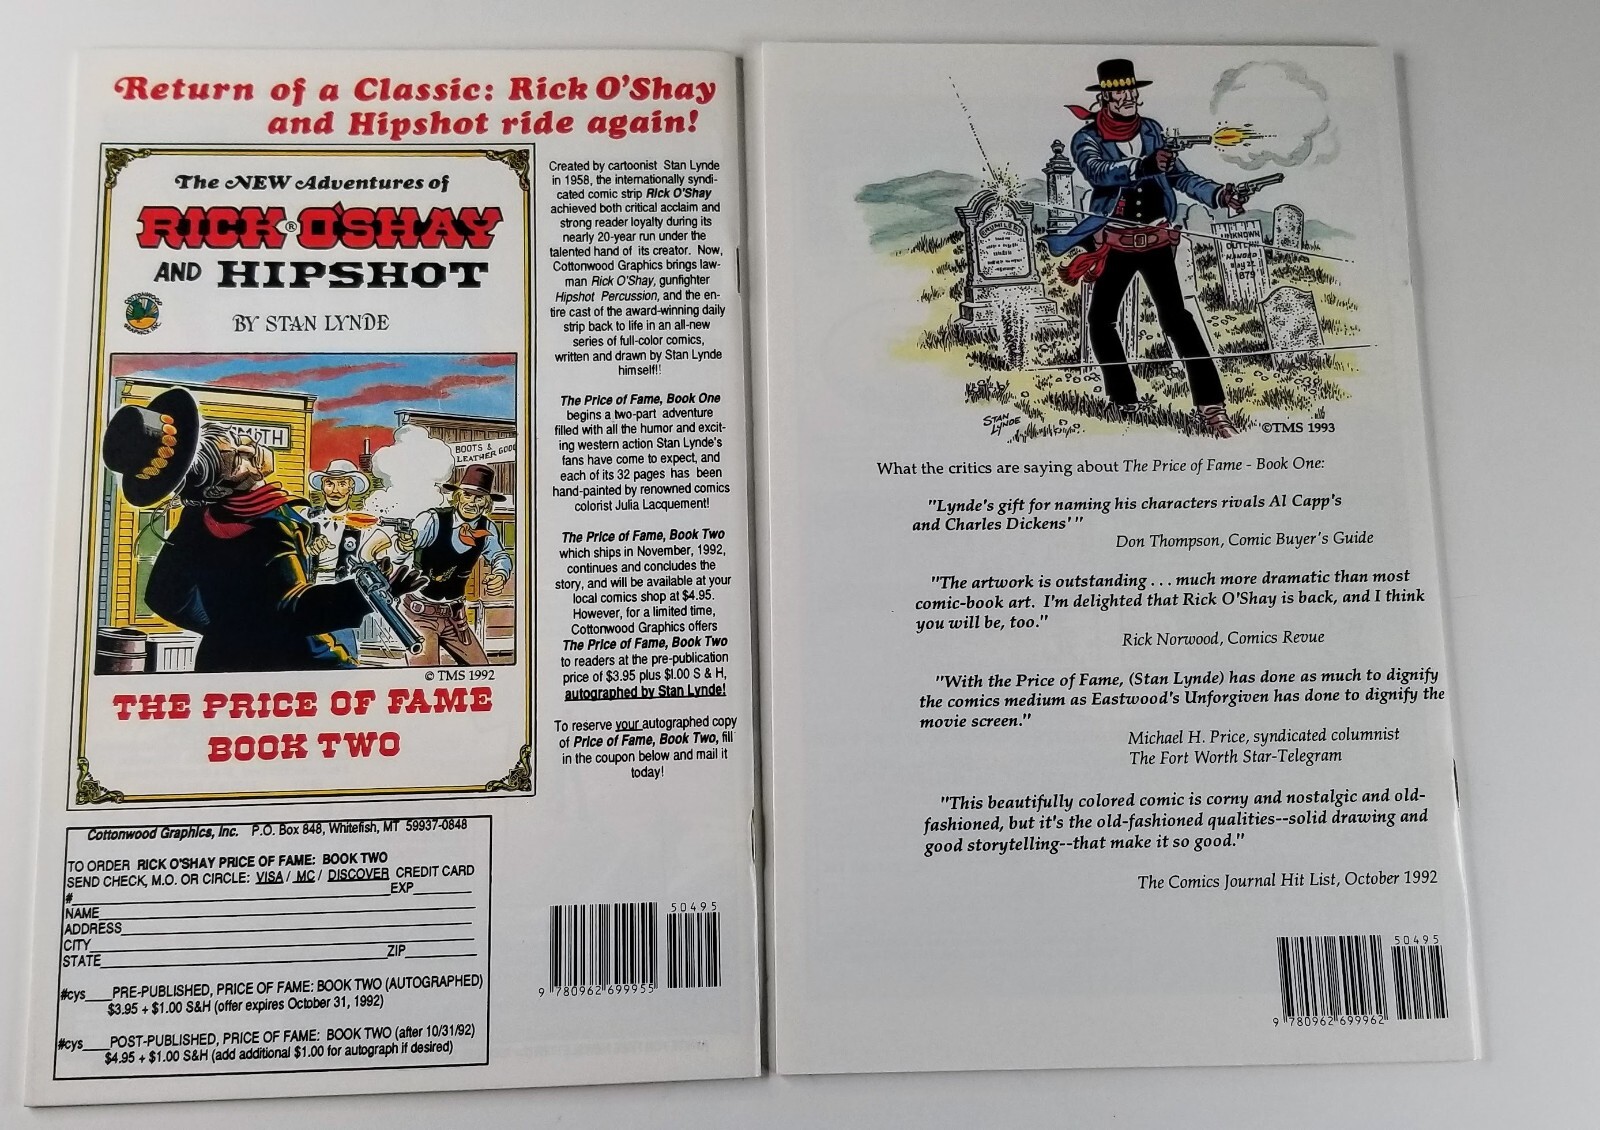 Return of a Classic: Rick O'Shay
and Hipshot ride again!
The NEW Adventures of
RICK ® O'SHAY
AND HIPSHOT
COTTONWOOD
GRAPHICS, INC.
BY STAN LYNDE
SMITH
BOOTS &
LEATHER GOODS
© TMS 1992
THE PRICE OF FAME
BOOK TWO
Created by cartoonist Stan Lynde
in 1958, the internationally syndi-
cated comic strip Rick O'Shay
achieved both critical acclaim and
strong reader loyalty during its
nearly 20-year run under the
talented hand of its creator. Now,
Cottonwood Graphics brings law-
man Rick O'Shay, gunfighter
Hipshot Percussion, and the en-
tire cast of the award-winning daily
strip back to life in an all-new
series of full-color comics,
written and drawn by Stan Lynde
himself!!
The Price of Fame, Book One
begins a two-part adventure
filled with all the humor and excit-
ing western action Stan Lynde's
fans have come to expect, and
each of its 32 pages has been
hand-painted by renowned comics
colorist Julia Lacquement!
The Price of Fame, Book Two
which ships in November, 1992,
continues and concludes the
story, and will be available at your
local comics shop at $4.95.
However, for a limited time,
Cottonwood Graphics offers
The Price of Fame, Book Two
to readers at the pre-publication
price of $3.95 plus $1.00 S & H,
autographed by Stan Lynde!
To reserve your autographed copy
of Price of Fame, Book Two, fill
in the coupon below and mail it
today!
Cottonwood Graphics, Inc. P.O. Box 848, Whitefish, MT 59937-0848
TO ORDER RICK O'SHAY PRICE OF FAME: BOOK TWO
SEND CHECK, M.O. OR CIRCLE: VISA / MC / DISCOVER CREDIT CARD
#____EXP____
NAME____
ADDRESS____
CITY____
STATE____ZIP____
#cys____PRE-PUBLISHED, PRICE OF FAME: BOOK TWO (AUTOGRAPHED)
$3.95 + $1.00 S&H (offer expires October 31, 1992)
#cys____POST-PUBLISHED, PRICE OF FAME: BOOK TWO (after 10/31/92)
$4.95 + $1.00 S&H (add additional $1.00 for autograph if desired)
50495
9 780962 699955
UNKNOWN
OUTLAW
HANGED
MAY 22
1879
STAN
LYNDE
©TMS 1993
What the critics are saying about The Price of Fame - Book One:
"Lynde's gift for naming his characters rivals Al Capp's
and Charles Dickens' "
Don Thompson, Comic Buyer's Guide
"The artwork is outstanding . . . much more dramatic than most
comic-book art. I'm delighted that Rick O'Shay is back, and I think
you will be, too."
Rick Norwood, Comics Revue
"With the Price of Fame, (Stan Lynde) has done as much to dignify
the comics medium as Eastwood's Unforgiven has done to dignify the
movie screen."
Michael H. Price, syndicated columnist
The Fort Worth Star-Telegram
"This beautifully colored comic is corny and nostalgic and old-
fashioned, but it's the old-fashioned qualities--solid drawing and
good storytelling--that make it so good."
The Comics Journal Hit List, October 1992
50495
9 780962 699962